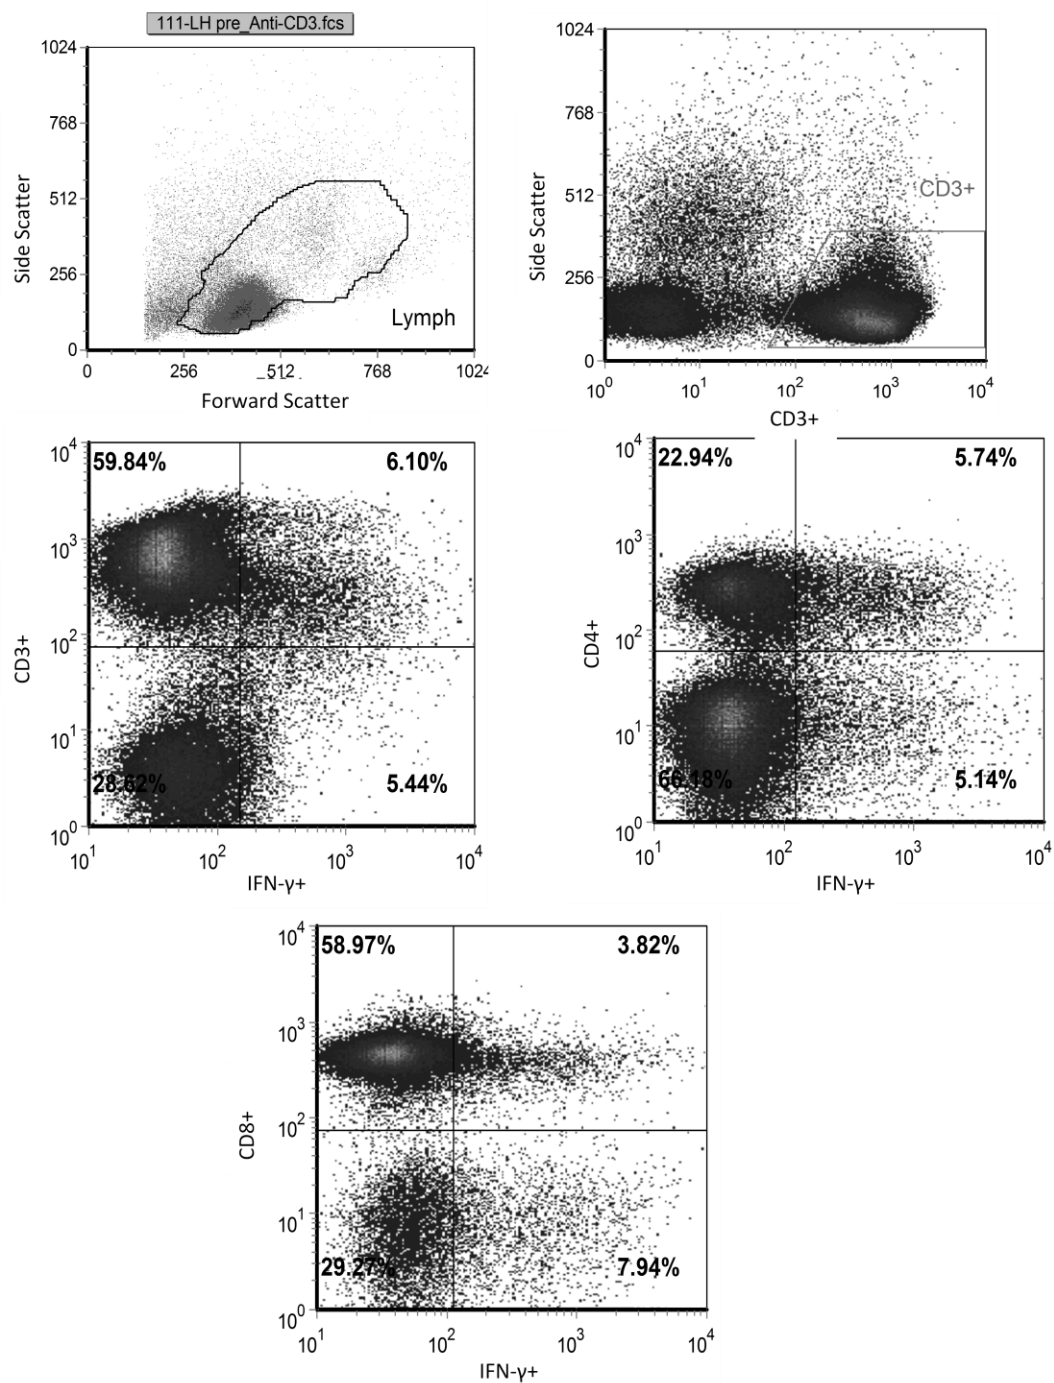 111-LH pre_Anti-CD3.fcs
1024
768
512
256
0
Side Scatter
Lymph
0 256 512 768 1024
Forward Scatter
1024
768
512
256
0
Side Scatter
CD3+
10^0 10^1 10^2 10^3 10^4
CD3+
10^4
10^3
10^2
10^1
10^0
CD3+
59.84% 6.10%
28.62% 5.44%
10^1 10^2 10^3 10^4
IFN-γ+
10^4
10^3
10^2
10^1
10^0
CD4+
22.94% 5.74%
66.18% 5.14%
10^1 10^2 10^3 10^4
IFN-γ+
10^4
10^3
10^2
10^1
10^0
CD8+
58.97% 3.82%
29.27% 7.94%
10^1 10^2 10^3 10^4
IFN-γ+